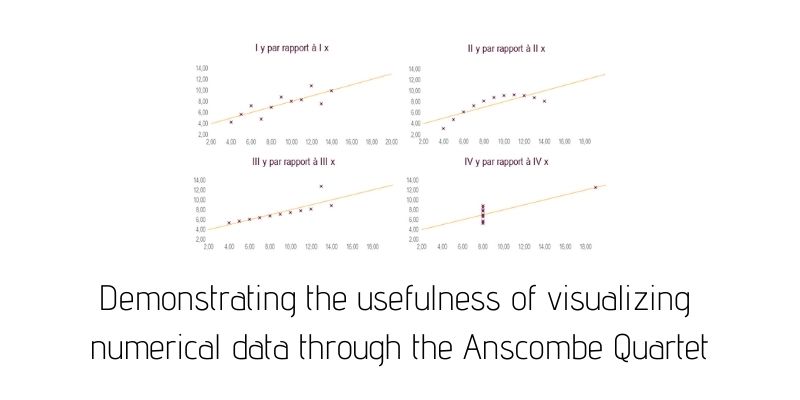 I y par rapport à I x
II y par rapport à II x
14,00
12,00
10,00
8,00
6,00
4,00
2,00
2,00 4,00 6,00 8,00 10,00 12,00 14,00 16,00 18,00 20,00
14,00
12,00
10,00
8,00
6,00
4,00
2,00
2,00 4,00 6,00 8,00 10,00 12,00 14,00 16,00 18,00
III y par rapport à III x
IV y par rapport à IV x
14,00
12,00
10,00
8,00
6,00
4,00
2,00
2,00 4,00 6,00 8,00 10,00 12,00 14,00 16,00 18,00
14,00
12,00
10,00
8,00
6,00
4,00
2,00
2,00 4,00 6,00 8,00 10,00 12,00 14,00 16,00 18,00
Demonstrating the usefulness of visualizing
numerical data through the Anscombe Quartet